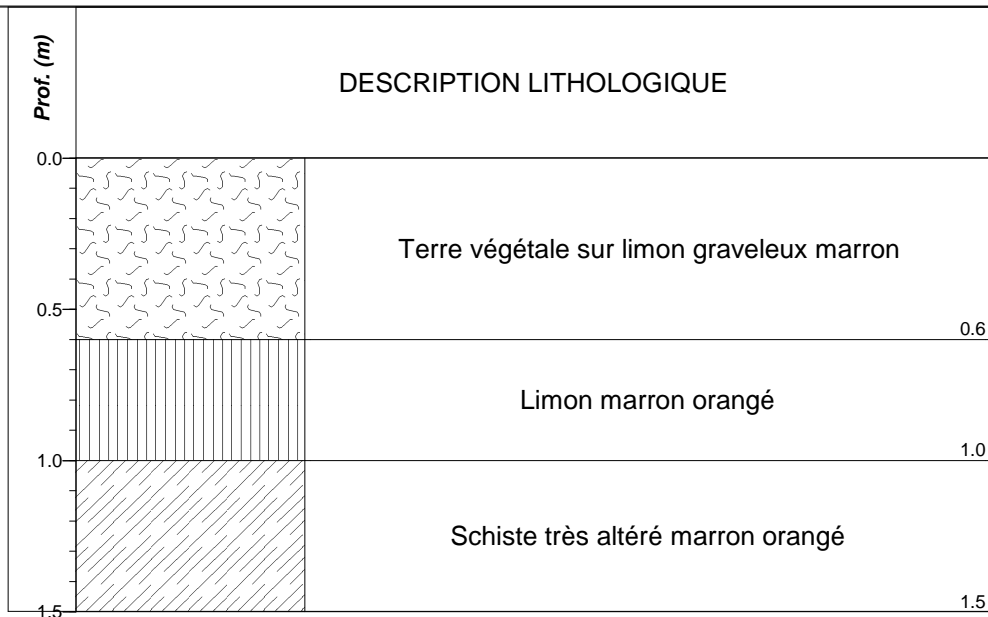 Prof. (m)
DESCRIPTION LITHOLOGIQUE
0.0
Terre végétale sur limon graveleux marron
0.5
0.6
Limon marron orangé
1.0
1.0
Schiste très altéré marron orangé
1.5
1.5